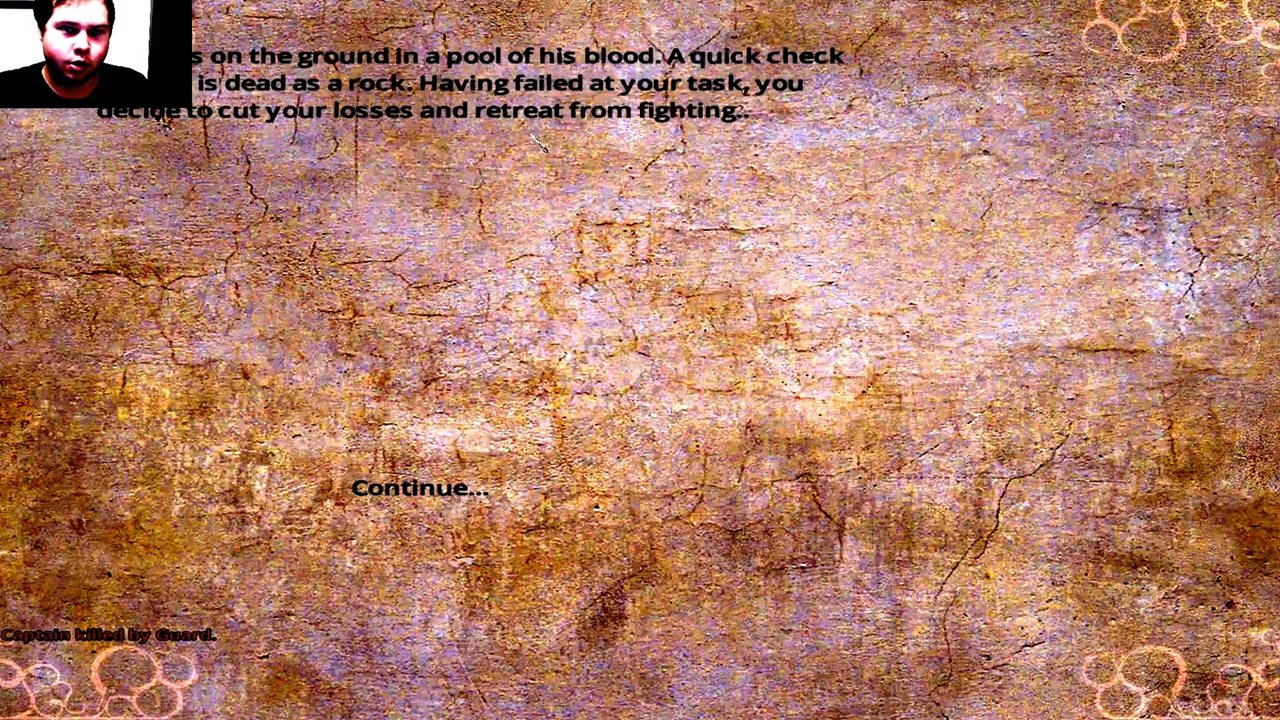 s on the ground in a pool of his blood. A quick check
is dead as a rock. Having failed at your task, you
decide to cut your losses and retreat from fighting..
Continue...
Captain killed by Guard.